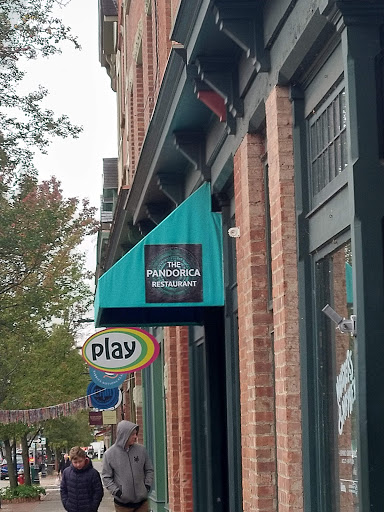 THE
PANDORICA
RESTAURANT
play